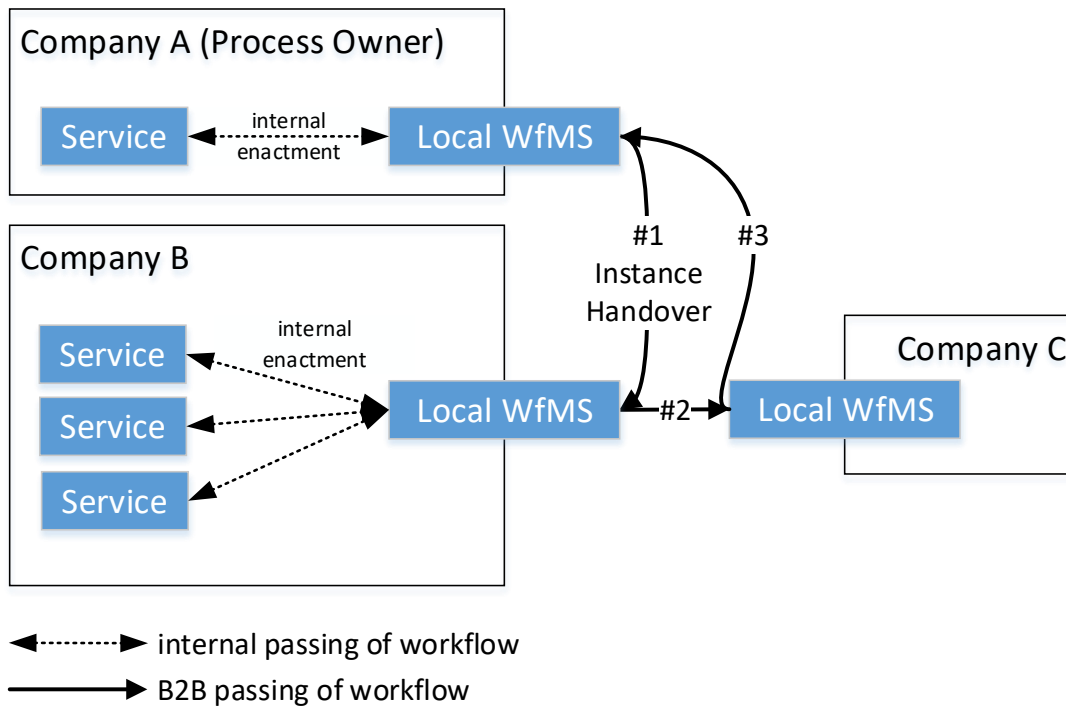 Company A (Process Owner)
Service
internal
enactment
Local WfMS
#1
Instance
Handover
#3
Company B
Service
Service
Service
internal
enactment
Local WfMS
#2
Company C
Local WfMS
internal passing of workflow
B2B passing of workflow